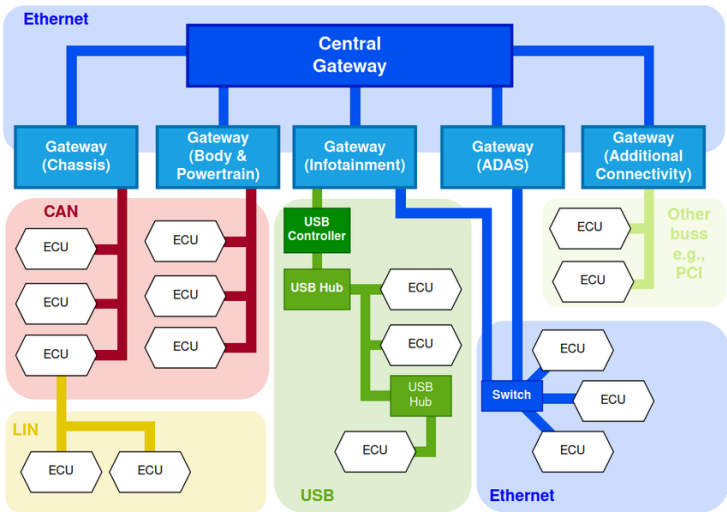 Ethernet
Central
Gateway
Gateway
(Chassis)
Gateway
(Body &
Powertrain)
Gateway
(Infotainment)
Gateway
(ADAS)
Gateway
(Additional
Connectivity)
CAN
ECU
ECU
ECU
ECU
ECU
ECU
LIN
ECU
ECU
USB
Controller
USB Hub
ECU
ECU
USB
Hub
ECU
USB
Other
buss
e.g.,
PCI
ECU
ECU
Switch
ECU
ECU
ECU
Ethernet